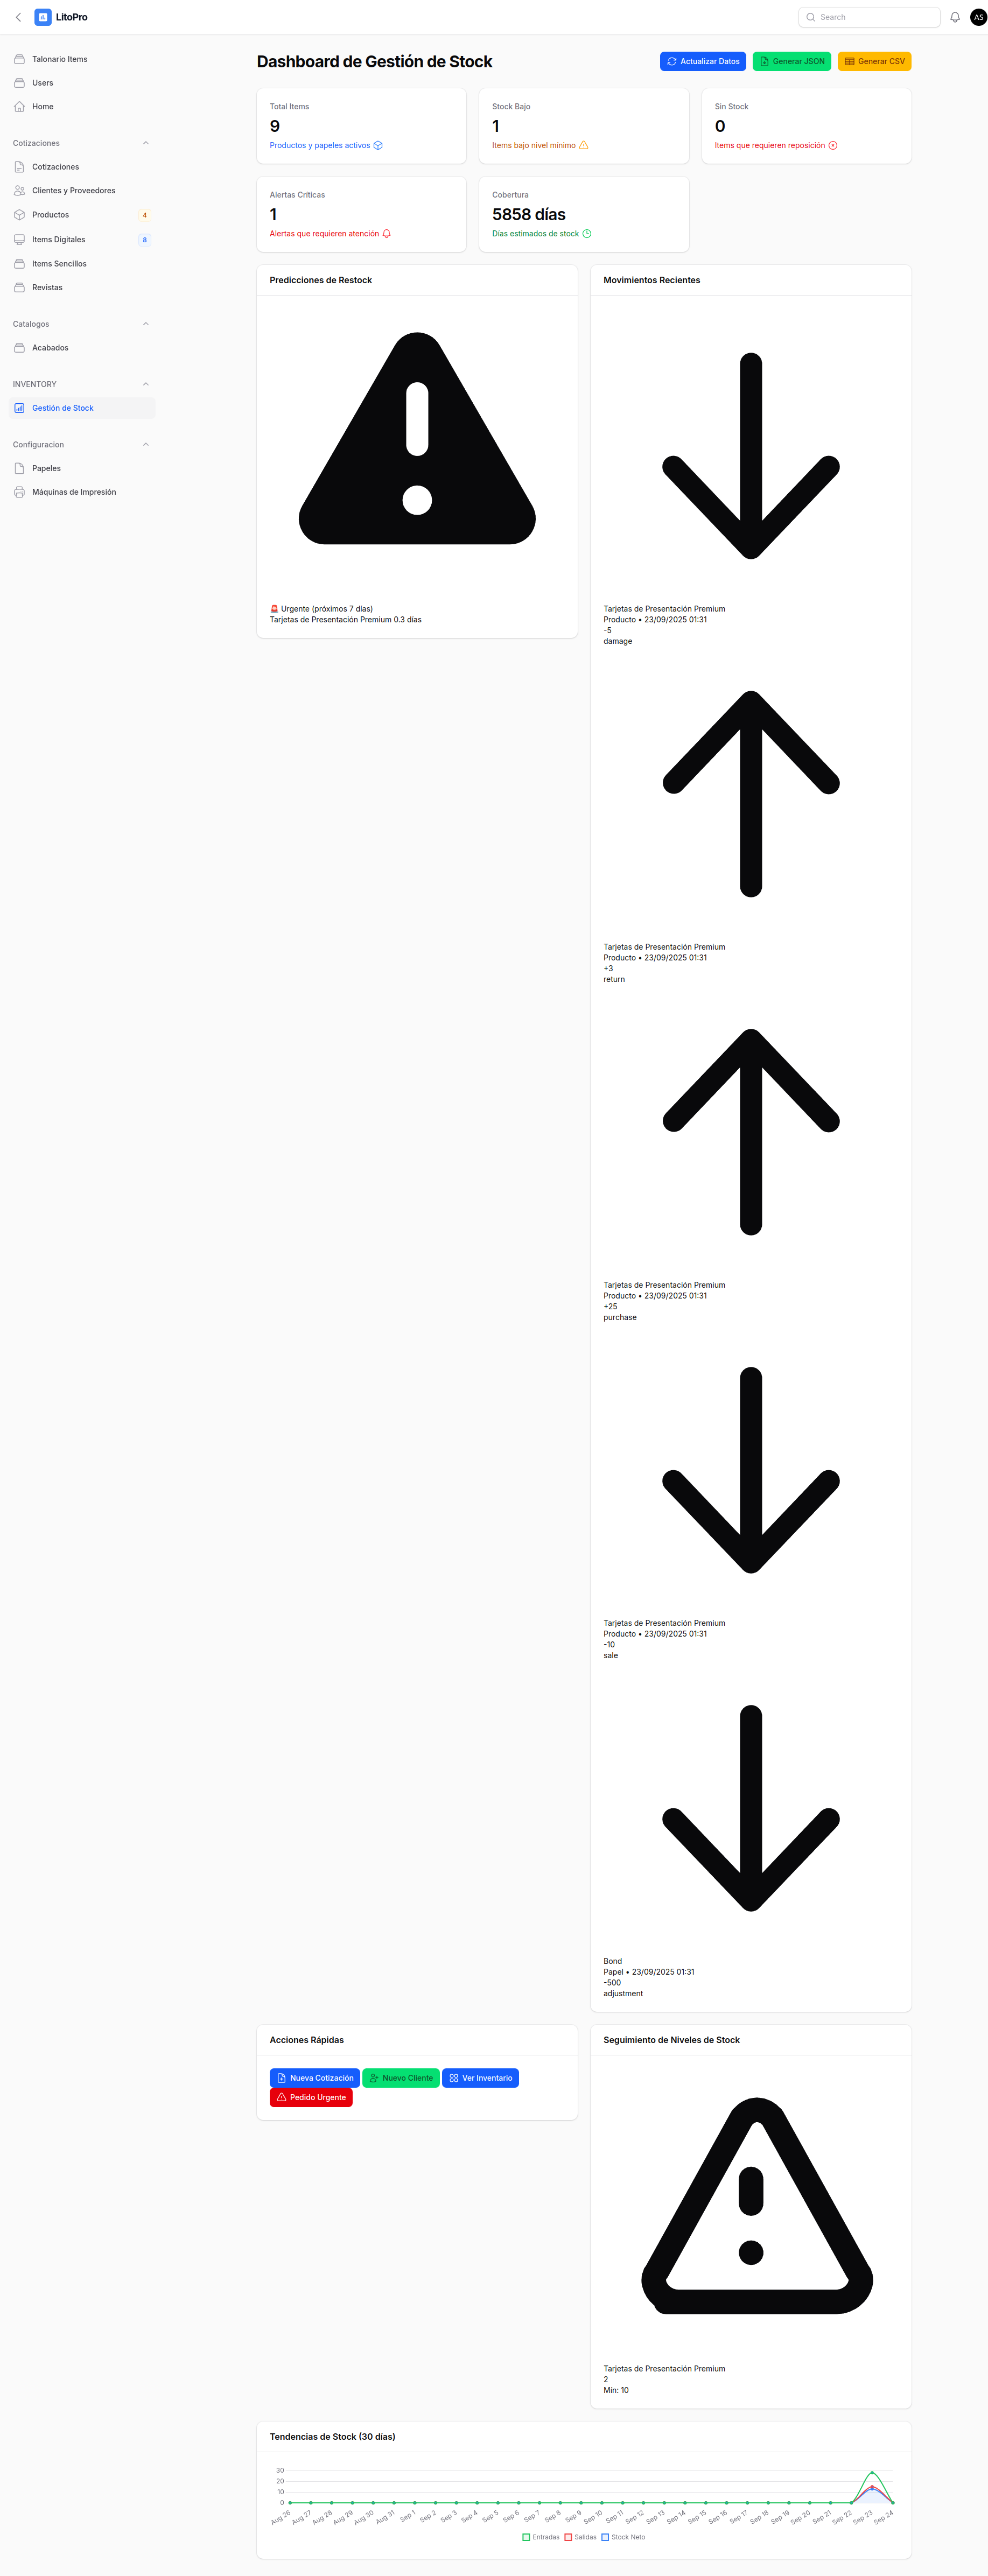 LitoPro
Search
AS
Talonario Items
Users
Home
Cotizaciones
Cotizaciones
Clientes y Proveedores
Productos 4
Items Digitales 8
Items Sencillos
Revistas
Catalogos
Acabados
INVENTORY
Gestión de Stock
Configuracion
Papeles
Máquinas de Impresión
Dashboard de Gestión de Stock
Actualizar Datos
Generar JSON
Generar CSV
Total Items
9
Productos y papeles activos
Stock Bajo
1
Items bajo nivel mínimo
Sin Stock
0
Items que requieren reposición
Alertas Críticas
1
Alertas que requieren atención
Cobertura
5858 días
Días estimados de stock
Predicciones de Restock
🚨 Urgente (próximos 7 días)
Tarjetas de Presentación Premium 0.3 días
Movimientos Recientes
Tarjetas de Presentación Premium
Producto • 23/09/2025 01:31
-5
damage
Tarjetas de Presentación Premium
Producto • 23/09/2025 01:31
+3
return
Tarjetas de Presentación Premium
Producto • 23/09/2025 01:31
+25
purchase
Tarjetas de Presentación Premium
Producto • 23/09/2025 01:31
-10
sale
Bond
Papel • 23/09/2025 01:31
-500
adjustment
Acciones Rápidas
Nueva Cotización
Nuevo Cliente
Ver Inventario
Pedido Urgente
Seguimiento de Niveles de Stock
Tarjetas de Presentación Premium
2
Mín: 10
Tendencias de Stock (30 días)
30
20
10
0
Aug 26 Aug 27 Aug 28 Aug 29 Aug 30 Aug 31 Sep 1 Sep 2 Sep 3 Sep 4 Sep 5 Sep 6 Sep 7 Sep 8 Sep 9 Sep 10 Sep 11 Sep 12 Sep 13 Sep 14 Sep 15 Sep 16 Sep 17 Sep 18 Sep 19 Sep 20 Sep 21 Sep 22 Sep 23 Sep 24
Entradas Salidas Stock Neto